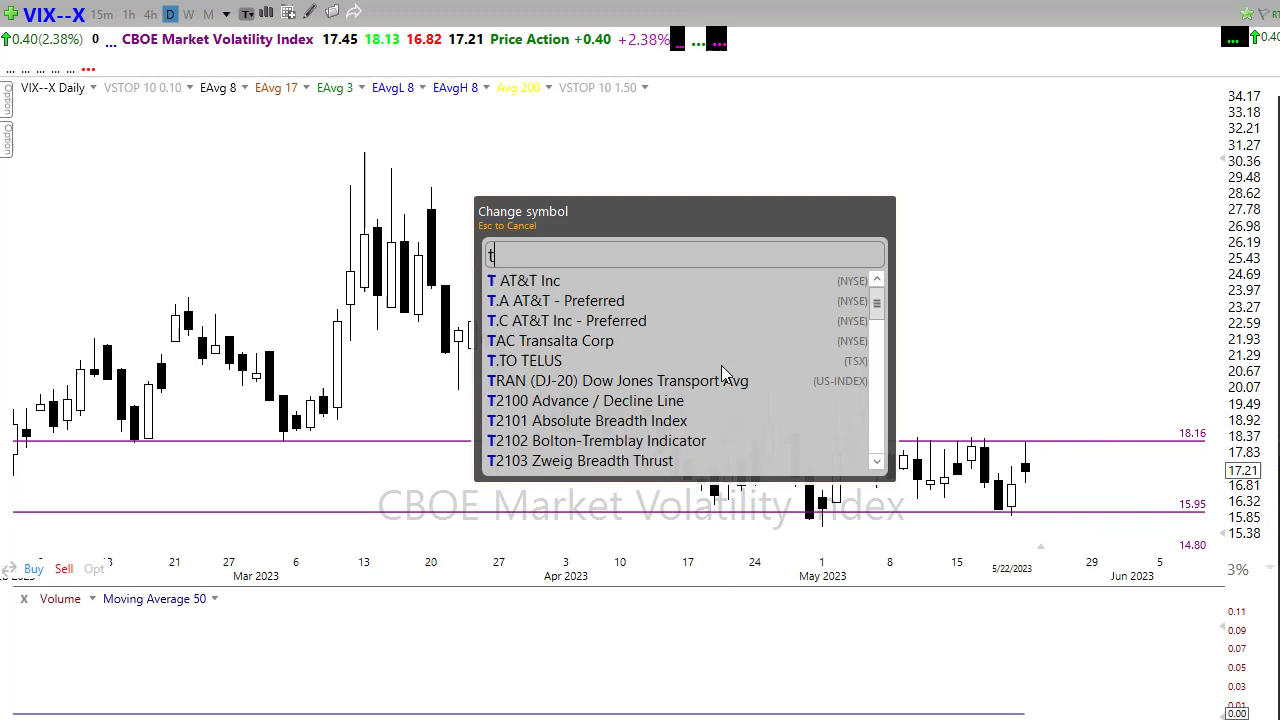 VIX--X 15m 1h 4h D W M
0.40(2.38%) 0 ... CBOE Market Volatility Index 17.45 18.13 16.82 17.21 Price Action +0.40 +2.38% ... ... ... ... 0.40
... ... ... ... ... ...
VIX--X Daily VSTOP 10 0.10 EAvg 8 EAvg 17 EAvg 3 EAvgL 8 EAvgH 8 Avg 200 VSTOP 10 1.50
Option
Option
Change symbol
Esc to Cancel
t
T AT&T Inc (NYSE)
T.A AT&T - Preferred (NYSE)
T.C AT&T Inc - Preferred (NYSE)
TAC Transalta Corp (NYSE)
T.TO TELUS (TSX)
TRAN (DJ-20) Dow Jones Transport Avg (US-INDEX)
T2100 Advance / Decline Line
T2101 Absolute Breadth Index
T2102 Bolton-Tremblay Indicator
T2103 Zweig Breadth Thrust
CBOE Market Volatility Index
34.17
33.18
32.21
31.27
30.36
29.48
28.62
27.78
26.98
26.19
25.43
24.69
23.97
23.27
22.59
21.93
21.29
20.67
20.07
19.49
18.92
18.37
17.83
17.21
16.81
16.32
15.85
15.38
18.16
15.95
14.80
21 27 6 13 20 27 3 10 17 24 1 8 15 5/22/2023 29 5
Mar 2023 Apr 2023 May 2023 Jun 2023
Buy Sell Opt
3%
X Volume Moving Average 50
0.11
0.09
0.07
0.05
0.03
0.01
0.00